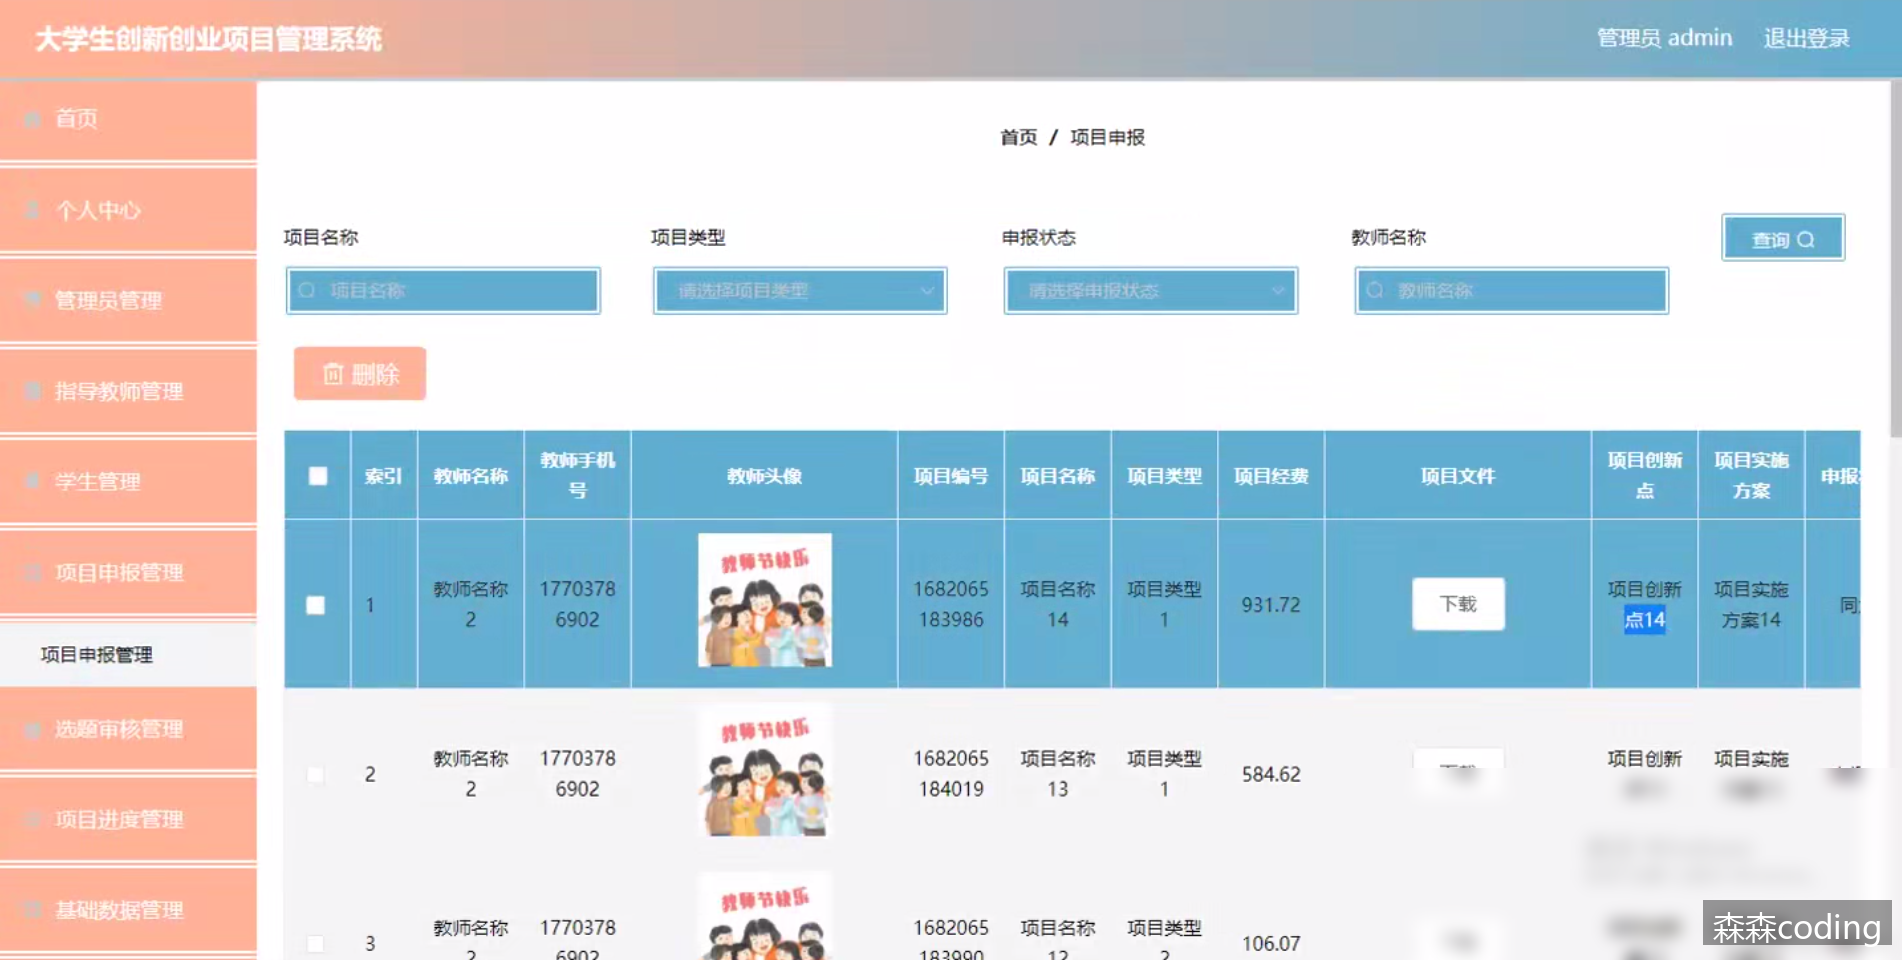 大学生创新创业项目管理系统
管理员 admin 退出登录
首页
个人中心
管理员管理
指导教师管理
学生管理
项目申报管理
项目申报管理
选题审核管理
项目进度管理
基础数据管理
首页 / 项目申报
项目名称 项目类型 申报状态 教师名称
查询
项目名称 请选择项目类型 请选择申报状态 教师名称
删除
索引 教师名称 教师手机号 教师头像 项目编号 项目名称 项目类型 项目经费 项目文件 项目创新点 项目实施方案 申报
1 教师名称2 17703786902 教师节快乐 1682065183986 项目名称14 项目类型1 931.72 下载 项目创新点14 项目实施方案14 同
2 教师名称2 17703786902 教师节快乐 1682065184019 项目名称13 项目类型1 584.62 项目创新 项目实施
3 教师名称2 17703786902 教师节快乐 1682065183990 项目名称12 项目类型2 106.07
森森coding